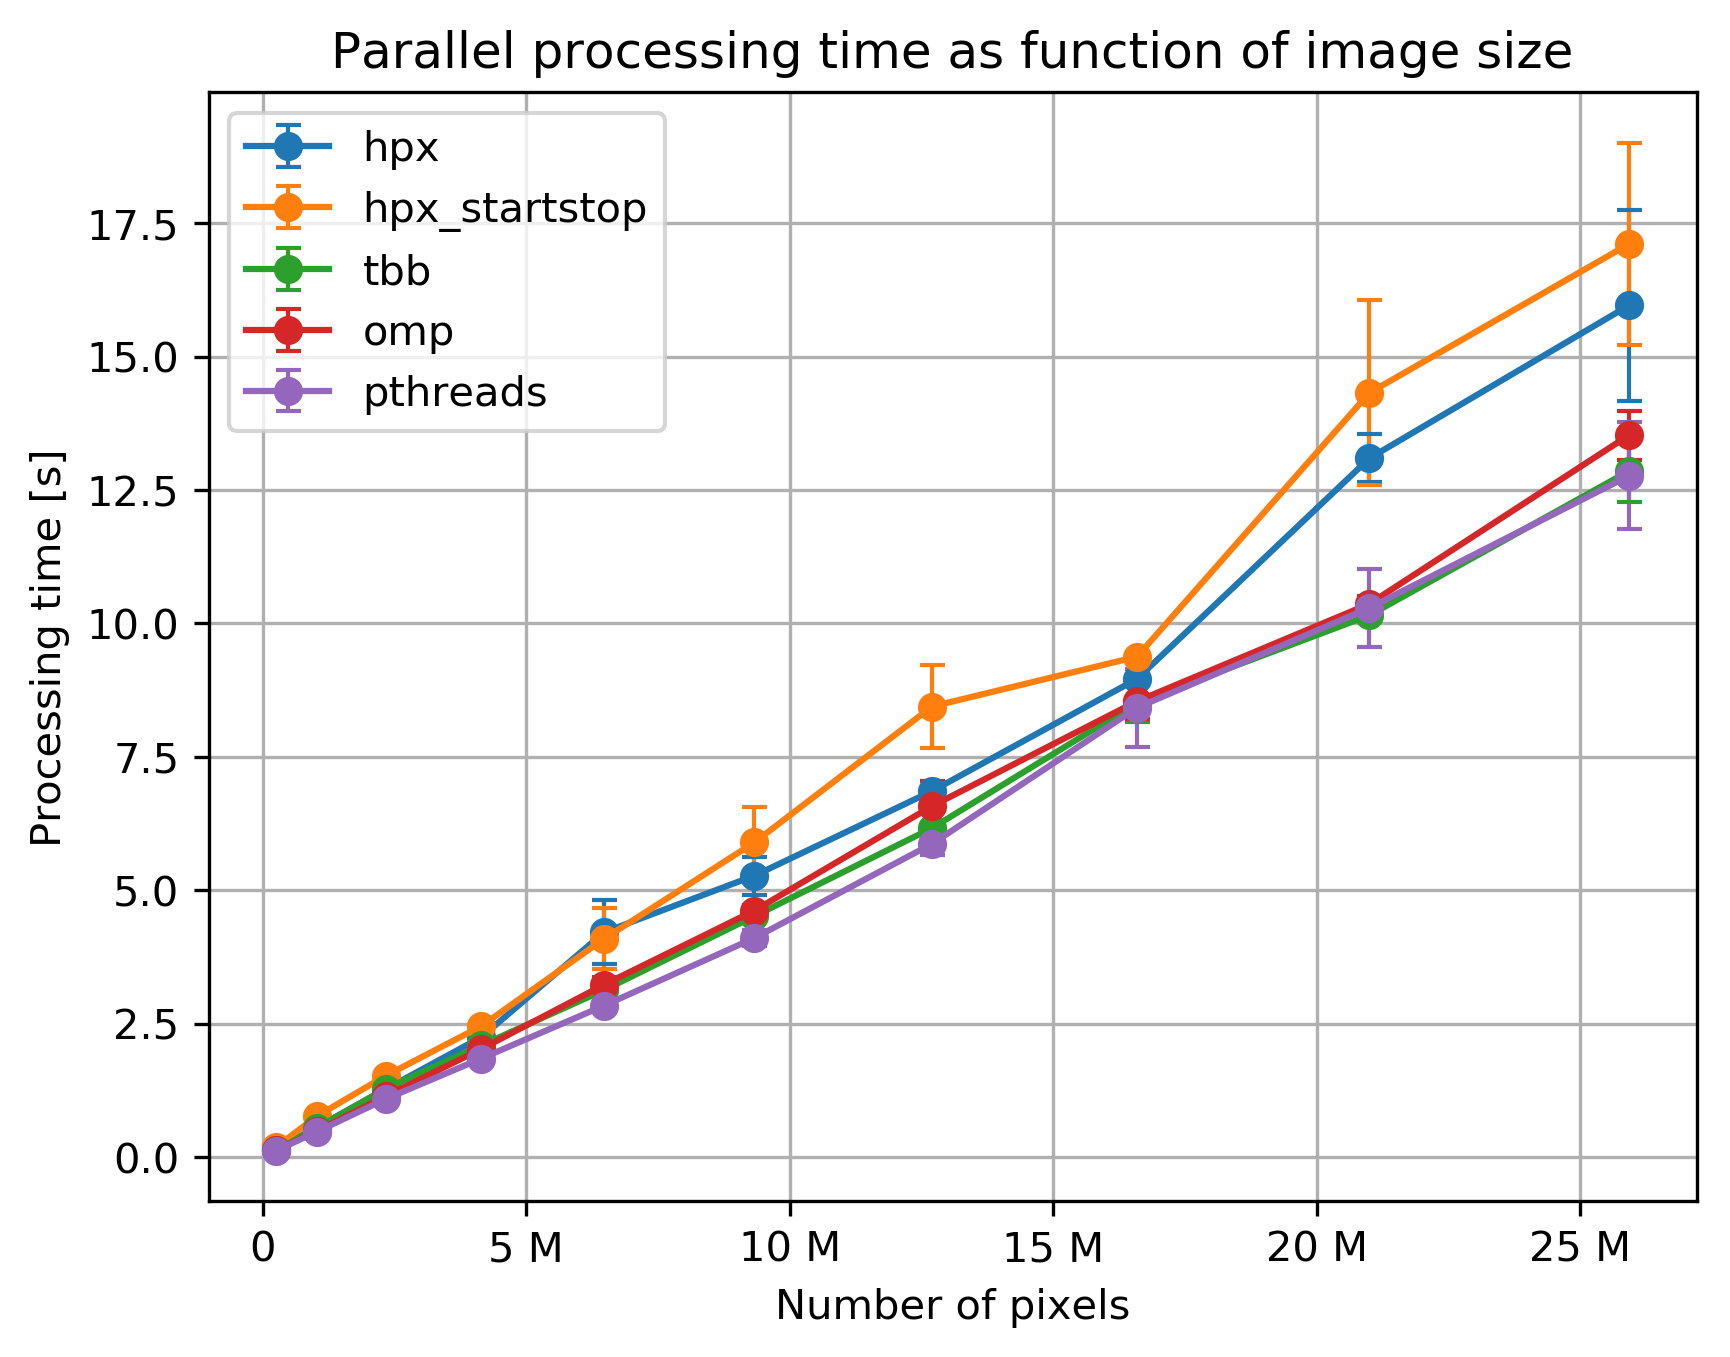 Parallel processing time as function of image size
hpx
hpx_startstop
tbb
omp
pthreads
17.5
15.0
12.5
10.0
7.5
5.0
2.5
0.0
Processing time [s]
0 5 M 10 M 15 M 20 M 25 M
Number of pixels